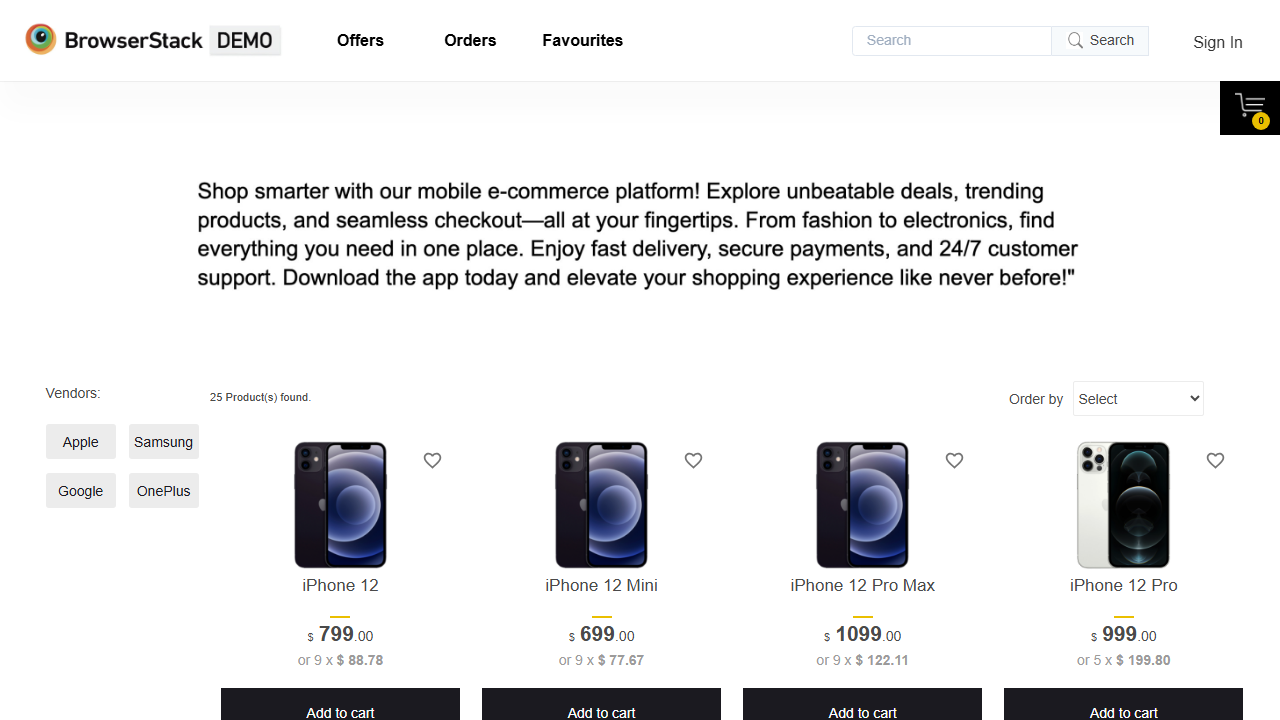 BrowserStack DEMO
Offers
Orders
Favourites
Search
Search
Sign In
0
Shop smarter with our mobile e-commerce platform! Explore unbeatable deals, trending
products, and seamless checkout—all at your fingertips. From fashion to electronics, find
everything you need in one place. Enjoy fast delivery, secure payments, and 24/7 customer
support. Download the app today and elevate your shopping experience like never before!"
Vendors:
Apple
Samsung
Google
OnePlus
25 Product(s) found.
Order by
Select
iPhone 12
$ 799.00
or 9 x $ 88.78
Add to cart
iPhone 12 Mini
$ 699.00
or 9 x $ 77.67
Add to cart
iPhone 12 Pro Max
$ 1099.00
or 9 x $ 122.11
Add to cart
iPhone 12 Pro
$ 999.00
or 5 x $ 199.80
Add to cart